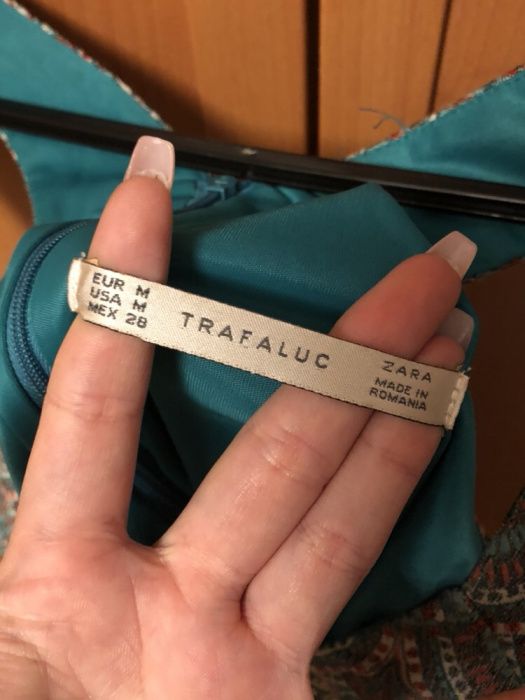 EUR M
USA M
MEX 28
TRAFALUC
ZARA
MADE IN
ROMANIA